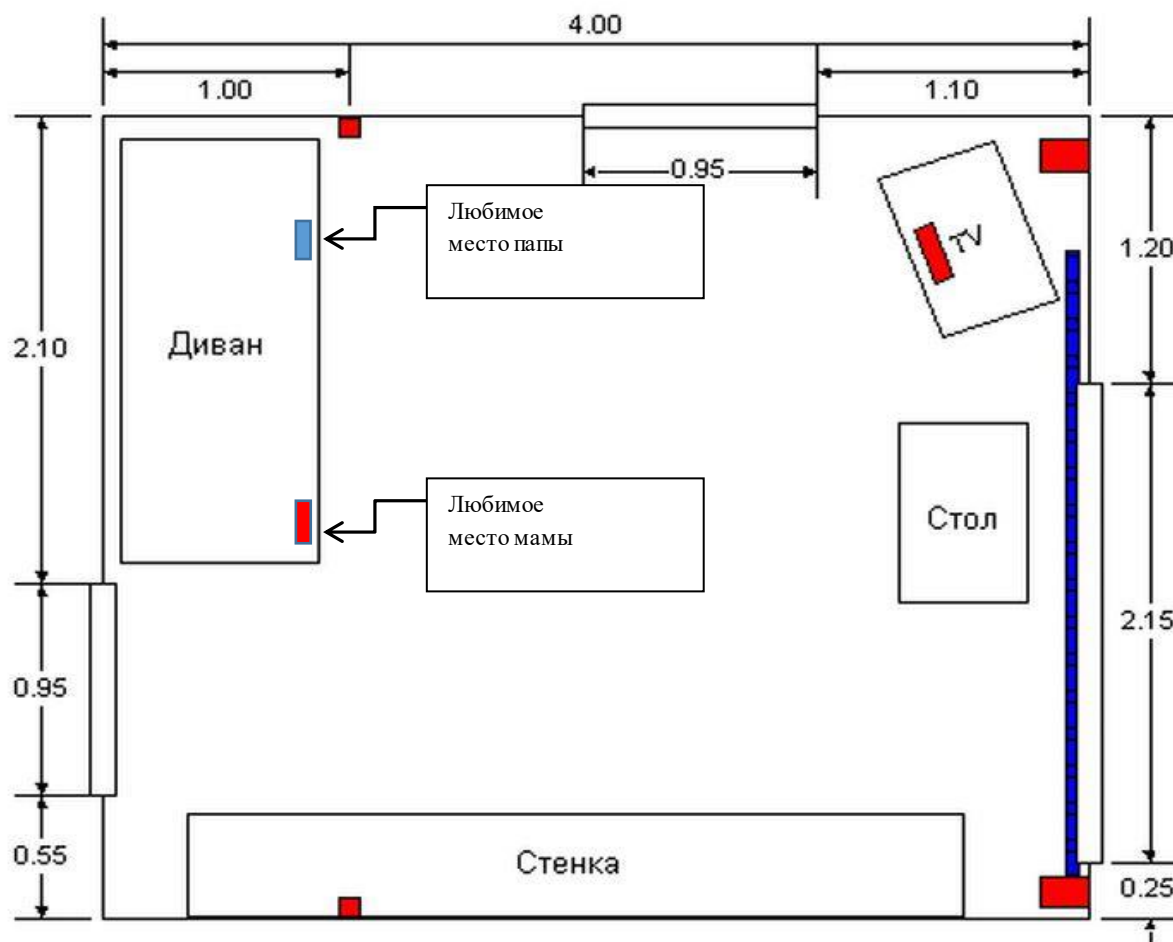 4.00
1.00
1.10
0.95
Любимое
место папы
TV
1.20
2.10
Диван
Любимое
место мамы
Стол
2.15
0.95
0.55
Стенка
0.25